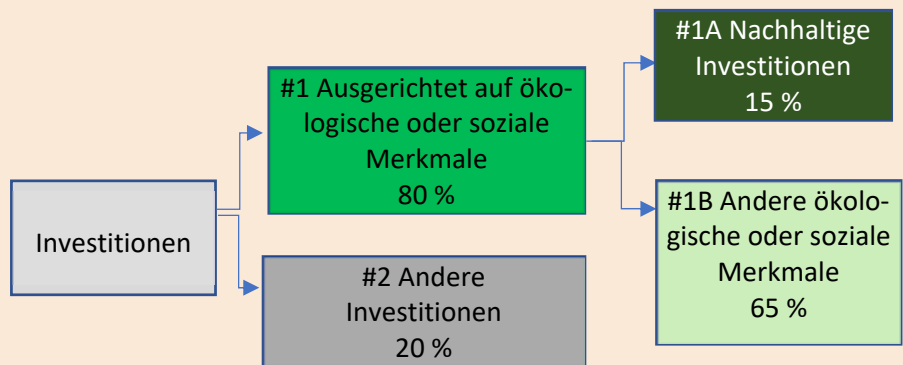 Investitionen
#1 Ausgerichtet auf öko-
logische oder soziale
Merkmale
80 %
#2 Andere
Investitionen
20 %
#1A Nachhaltige
Investitionen
15 %
#1B Andere ökolo-
gische oder soziale
Merkmale
65 %